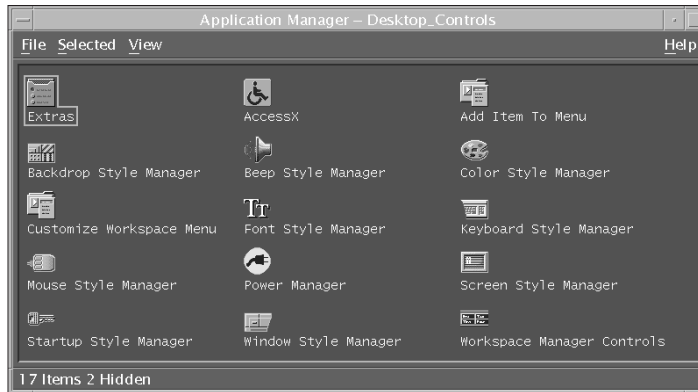 Application Manager – Desktop_Controls
File Selected View Help
Extras AccessX Add Item To Menu
Backdrop Style Manager Beep Style Manager Color Style Manager
Customize Workspace Menu Font Style Manager Keyboard Style Manager
Mouse Style Manager Power Manager Screen Style Manager
Startup Style Manager Window Style Manager Workspace Manager Controls
17 Items 2 Hidden